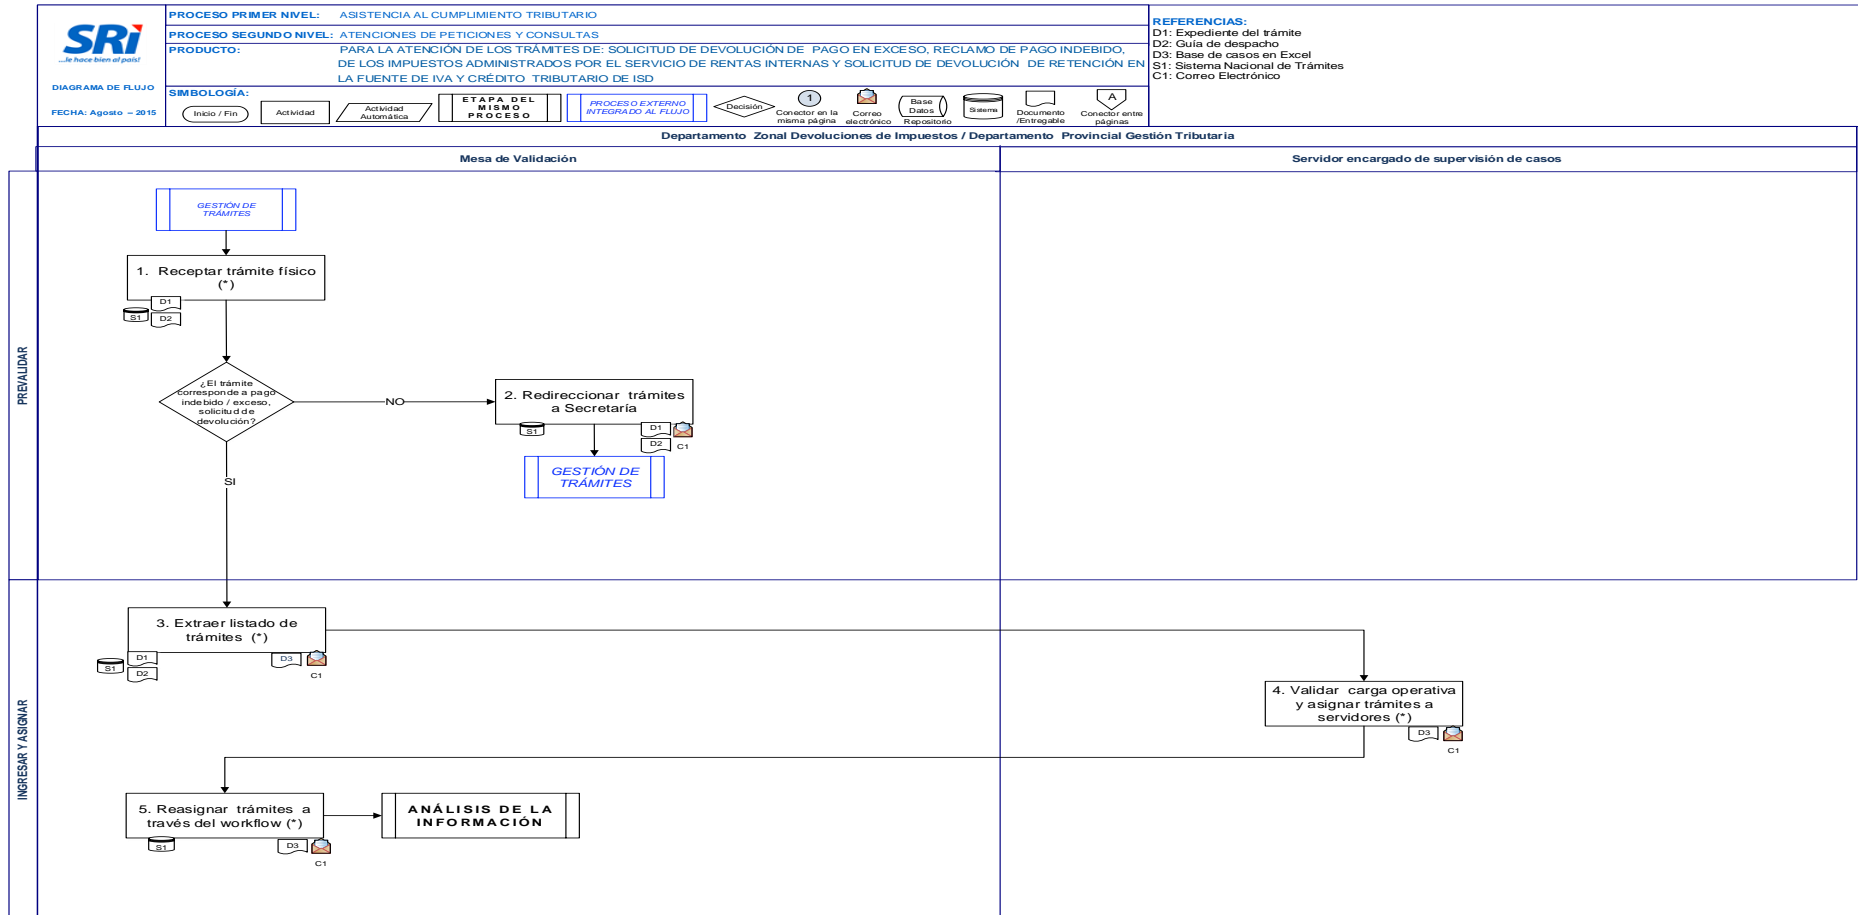 SRi
...le hace bien al país!
DIAGRAMA DE FLUJO
FECHA: Agosto – 2015
PROCESO PRIMER NIVEL: ASISTENCIA AL CUMPLIMIENTO TRIBUTARIO
PROCESO SEGUNDO NIVEL: ATENCIONES DE PETICIONES Y CONSULTAS
PRODUCTO: PARA LA ATENCIÓN DE LOS TRÁMITES DE: SOLICITUD DE DEVOLUCIÓN DE PAGO EN EXCESO, RECLAMO DE PAGO INDEBIDO,
DE LOS IMPUESTOS ADMINISTRADOS POR EL SERVICIO DE RENTAS INTERNAS Y SOLICITUD DE DEVOLUCIÓN DE RETENCIÓN EN
LA FUENTE DE IVA Y CRÉDITO TRIBUTARIO DE ISD
SIMBOLOGÍA:
Inicio / Fin
Actividad
Actividad
Automática
ETAPA DEL
MISMO
PROCESO
PROCESO EXTERNO
INTEGRADO AL FLUJO
Decisión
1
Conector en la
misma página
Correo
electrónico
Base
Datos
Repositorio
Sistema
Documento
/Entregable
A
Conector entre
páginas
REFERENCIAS:
D1: Expediente del trámite
D2: Guía de despacho
D3: Base de casos en Excel
S1: Sistema Nacional de Trámites
C1: Correo Electrónico
Departamento Zonal Devoluciones de Impuestos / Departamento Provincial Gestión Tributaria
Mesa de Validación
Servidor encargado de supervisión de casos
PREVALIDAR
GESTIÓN DE
TRÁMITES
1. Receptar trámite físico
(*)
D1
S1
D2
¿El trámite
corresponde a pago
indebido / exceso,
solicitud de
devolución?
NO
2. Redireccionar trámites
a Secretaría
S1
D1
D2
C1
GESTIÓN DE
TRÁMITES
SI
INGRESAR Y ASIGNAR
3. Extraer listado de
trámites (*)
S1
D1
D2
D3
C1
4. Validar carga operativa
y asignar trámites a
servidores (*)
D3
C1
5. Reasignar trámites a
través del workflow (*)
S1
D3
C1
ANÁLISIS DE LA
INFORMACIÓN